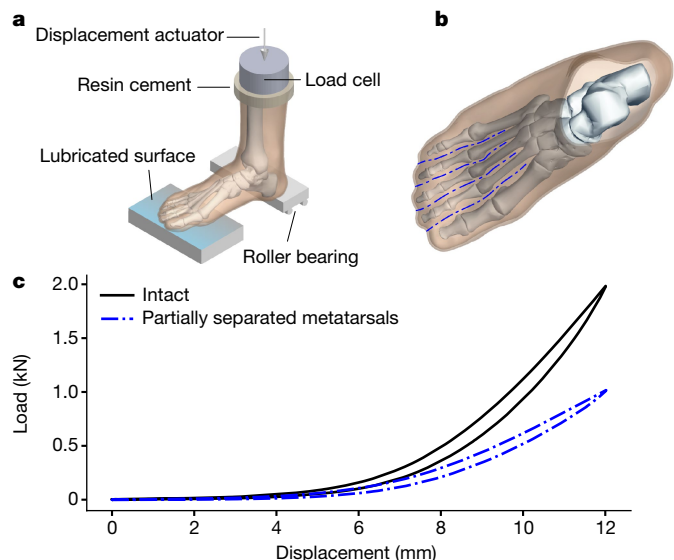 a
Displacement actuator
Resin cement
Load cell
Lubricated surface
Roller bearing
b
c
Intact
Partially separated metatarsals
Load (kN)
2.0
1.5
1.0
0.5
0
0 2 4 6 8 10 12
Displacement (mm)